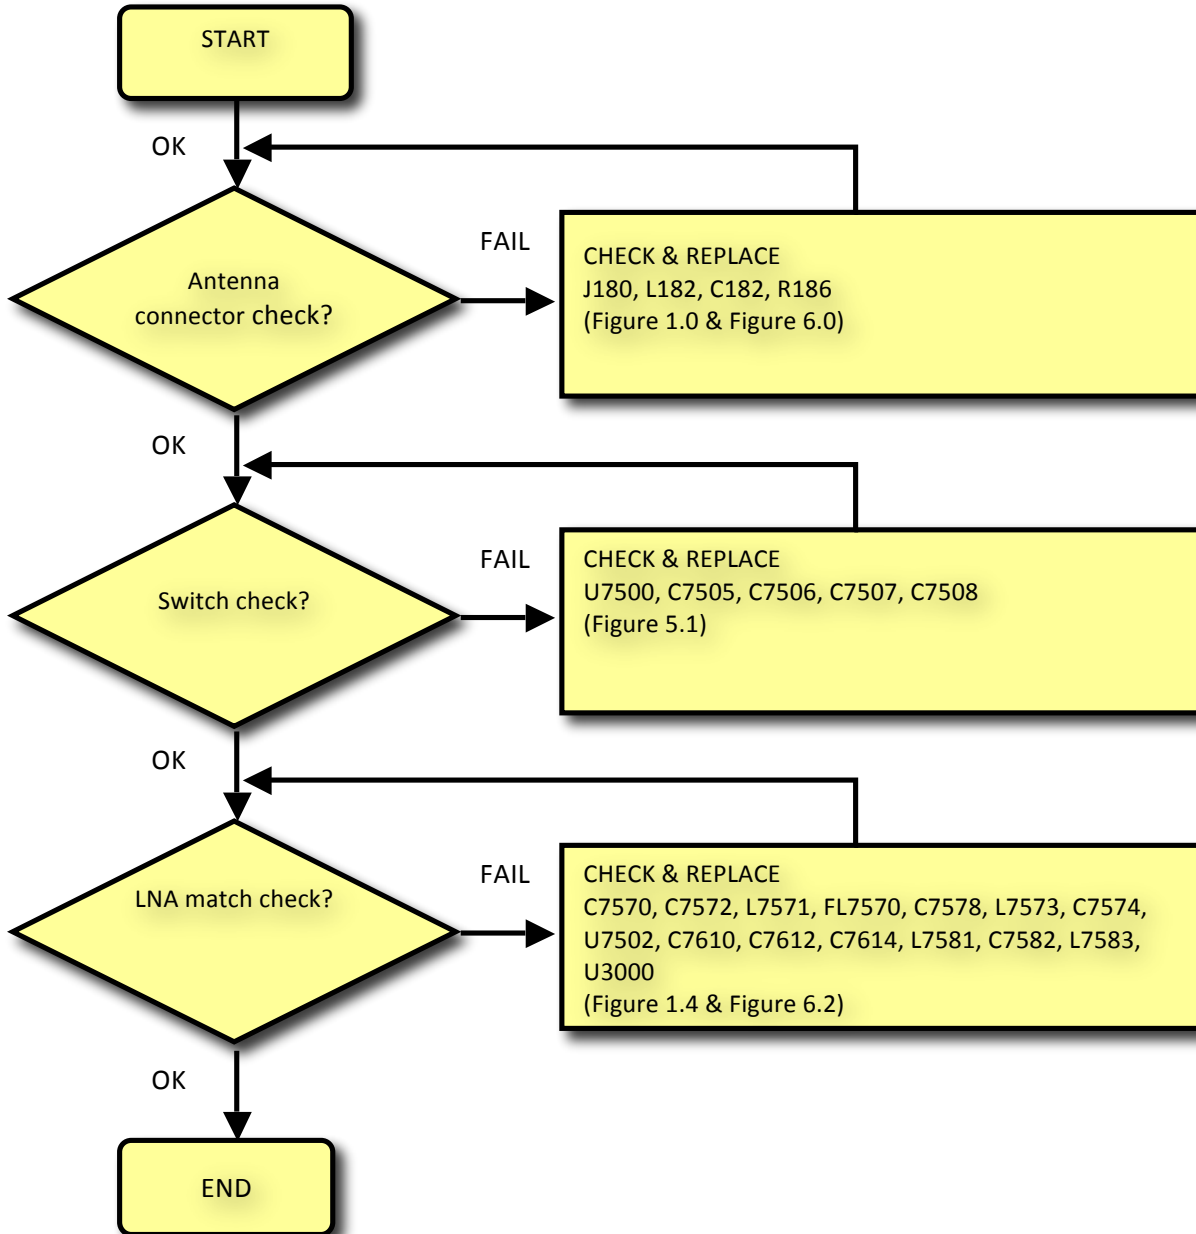 START
OK
Antenna
connector check?
FAIL
CHECK & REPLACE
J180, L182, C182, R186
(Figure 1.0 & Figure 6.0)
OK
Switch check?
FAIL
CHECK & REPLACE
U7500, C7505, C7506, C7507, C7508
(Figure 5.1)
OK
LNA match check?
FAIL
CHECK & REPLACE
C7570, C7572, L7571, FL7570, C7578, L7573, C7574,
U7502, C7610, C7612, C7614, L7581, C7582, L7583,
U3000
(Figure 1.4 & Figure 6.2)
OK
END